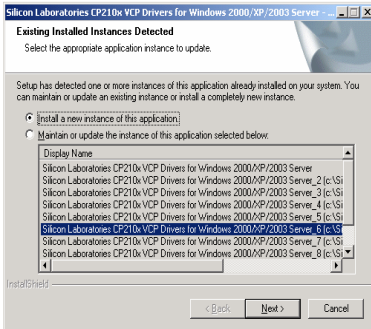 Silicon Laboratories CP210x VCP Drivers for Windows 2000/XP/2003 Server - ...
Existing Installed Instances Detected
Select the appropriate application instance to update.
Setup has detected one or more instances of this application already installed on your system. You
can maintain or update an existing instance or install a completely new instance.
Install a new instance of this application.
Maintain or update the instance of this application selected below:
Display Name
Silicon Laboratories CP210x VCP Drivers for Windows 2000/XP/2003 Server
Silicon Laboratories CP210x VCP Drivers for Windows 2000/XP/2003 Server_2 (c:\Si
Silicon Laboratories CP210x VCP Drivers for Windows 2000/XP/2003 Server_3 (c:\Si
Silicon Laboratories CP210x VCP Drivers for Windows 2000/XP/2003 Server_4 (c:\Si
Silicon Laboratories CP210x VCP Drivers for Windows 2000/XP/2003 Server_5 (c:\Si
Silicon Laboratories CP210x VCP Drivers for Windows 2000/XP/2003 Server_6 (c:\Si
Silicon Laboratories CP210x VCP Drivers for Windows 2000/XP/2003 Server_7 (c:\Si
Silicon Laboratories CP210x VCP Drivers for Windows 2000/XP/2003 Server_8 (c:\Si
InstallShield
< Back Next > Cancel